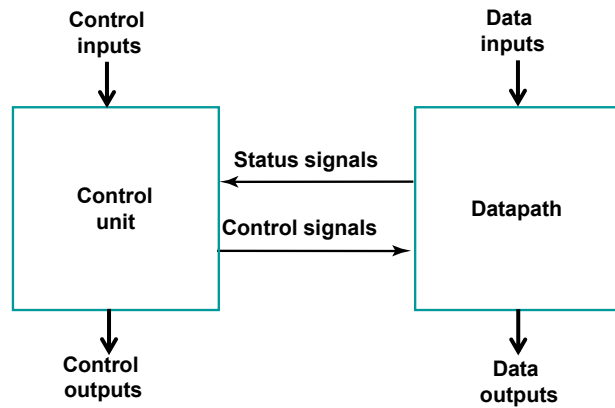 Control
inputs
Data
inputs
Status signals
Control
unit
Datapath
Control signals
Control
outputs
Data
outputs